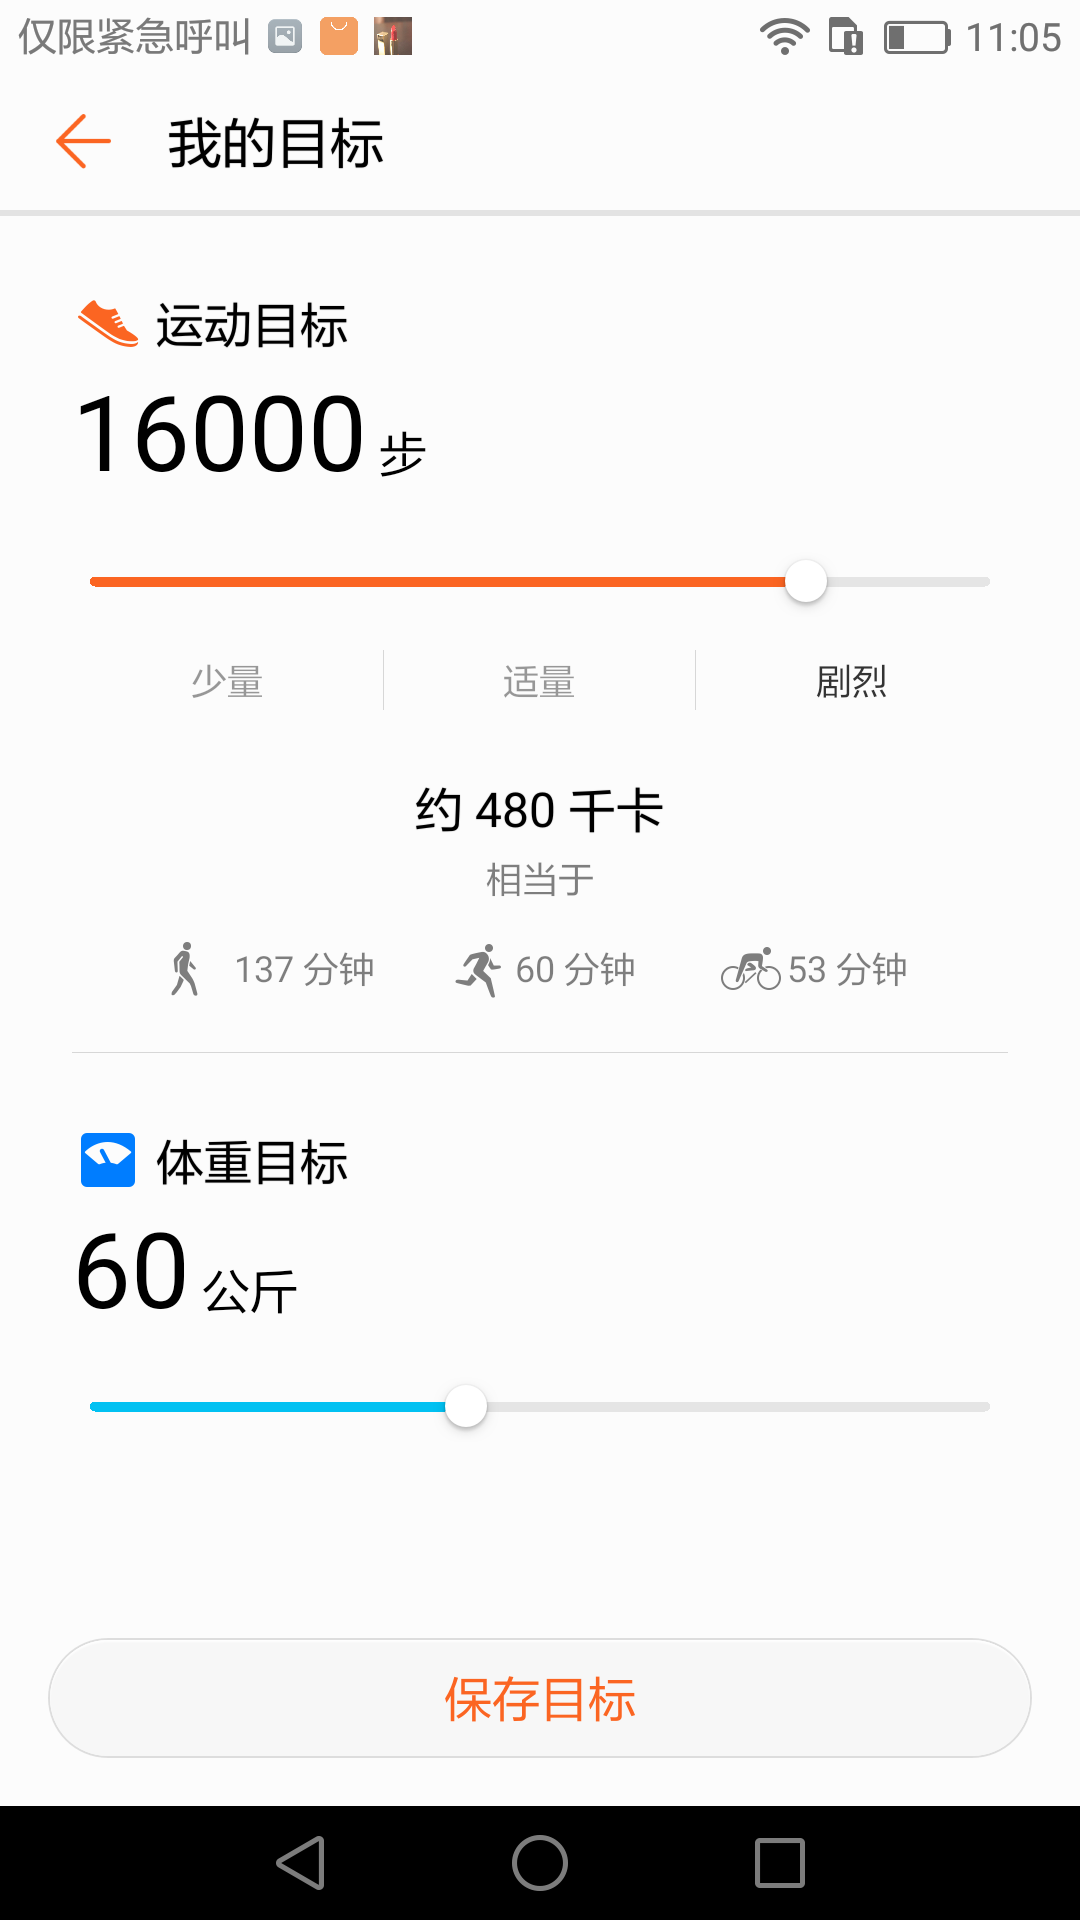 仅限紧急呼叫 11:05
我的目标
运动目标
16000 步
少量 适量 剧烈
约 480 千卡
相当于
137 分钟 60 分钟 53 分钟
体重目标
60 公斤
保存目标